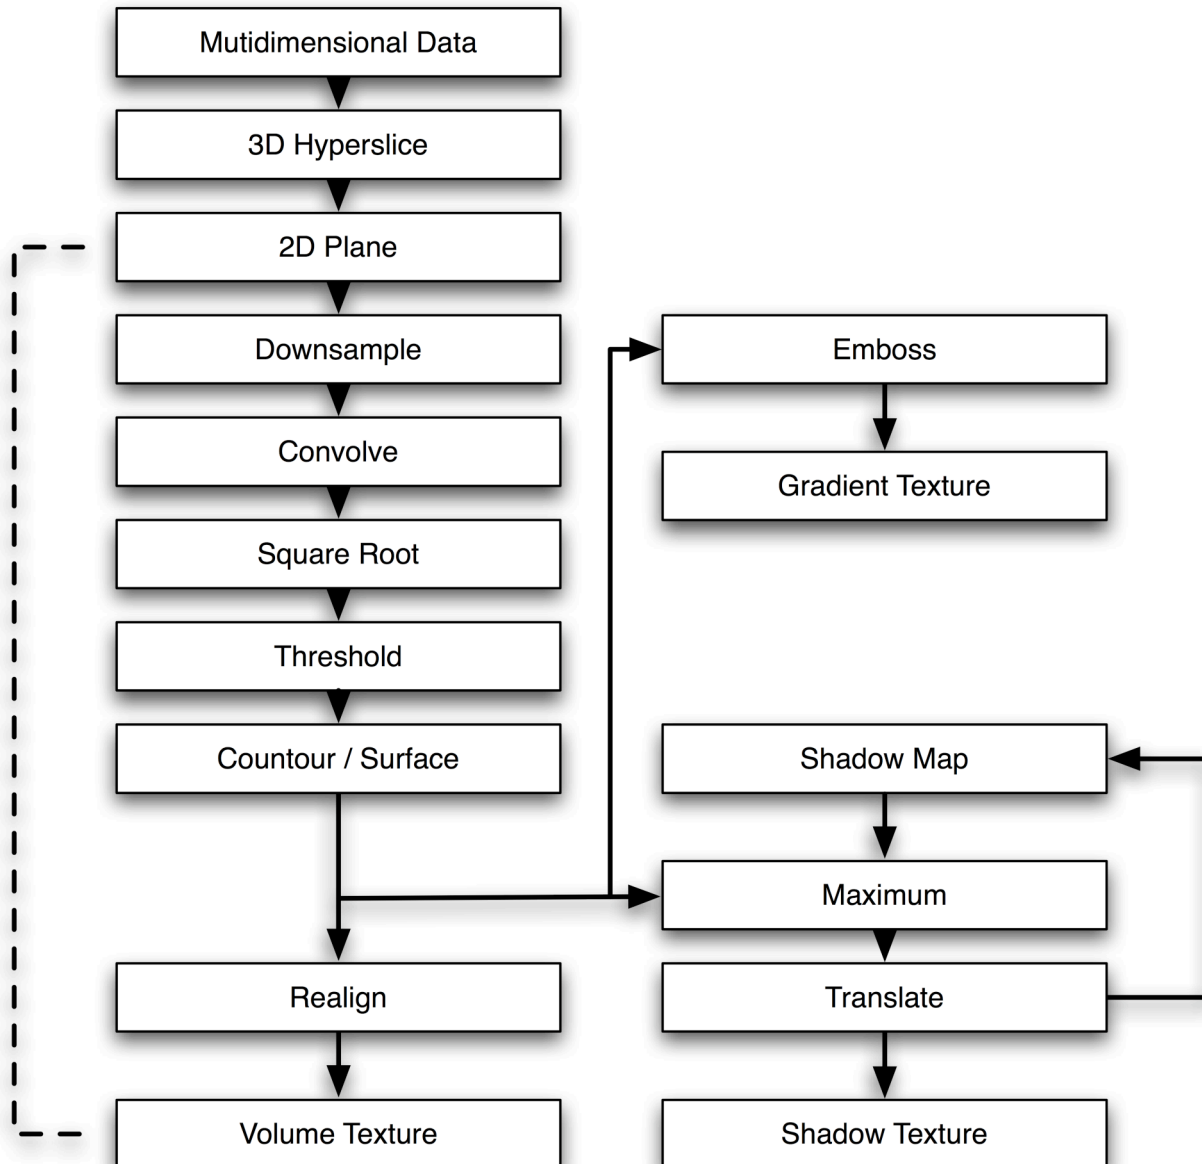 Mutidimensional Data
3D Hyperslice
2D Plane
Downsample
Convolve
Square Root
Threshold
Countour / Surface
Realign
Volume Texture
Emboss
Gradient Texture
Shadow Map
Maximum
Translate
Shadow Texture